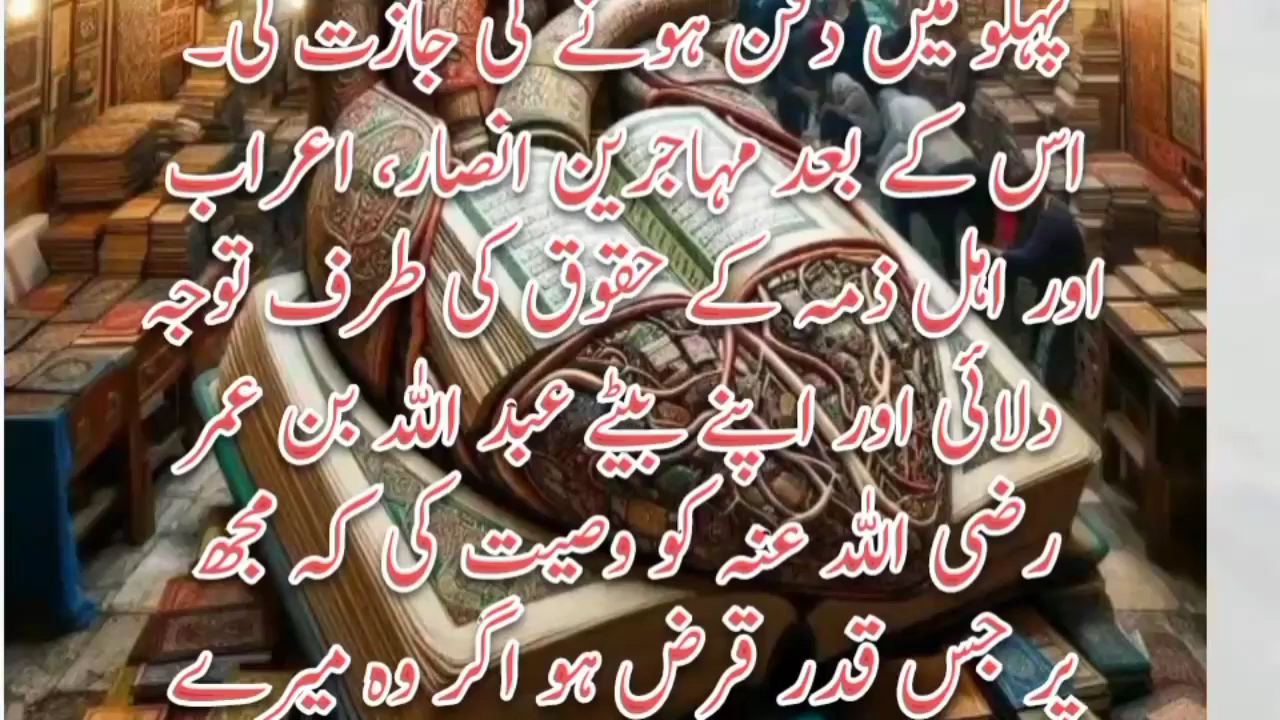 پہلو میں دفن ہونے کی جازت لی۔
اس کے بعد مہاجرین انصار، اعراب
اور اہل ذمہ کے حقوق کی طرف توجہ
دلائی اور اپنے بیٹے عبد اللہ بن عمر
رضی اللہ عنہ کو وصیت کی کہ مجھ
پر جس قدر قرض ہو اگر وہ میرے